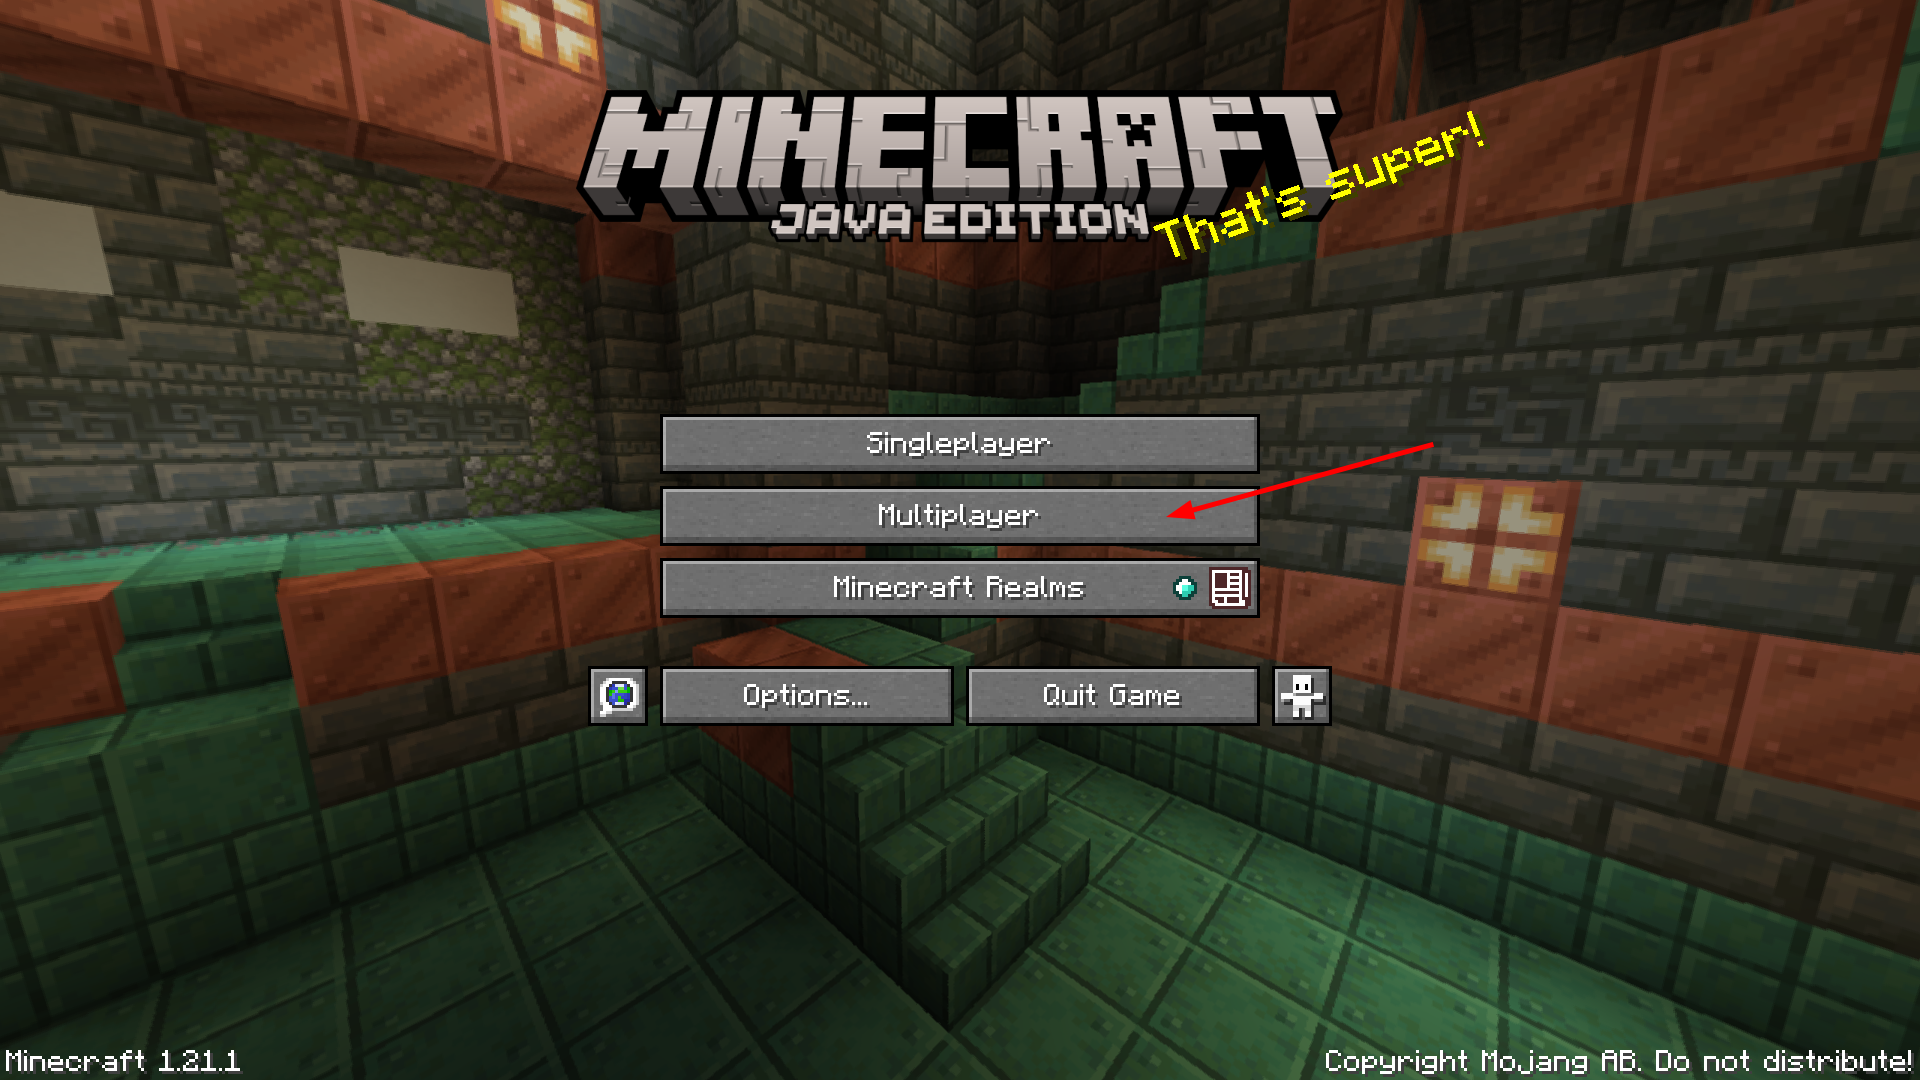 MINECRAFT
JAVA EDITION
That's super!
Singleplayer
Multiplayer
Minecraft Realms
Options...
Quit Game
Minecraft 1.21.1
Copyright Mojang AB. Do not distribute!